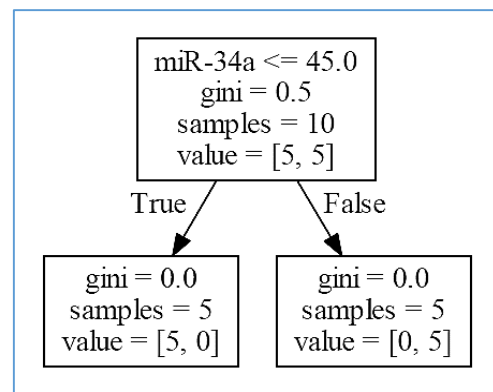 miR-34a <= 45.0
gini = 0.5
samples = 10
value = [5, 5]
True
False
gini = 0.0
samples = 5
value = [5, 0]
gini = 0.0
samples = 5
value = [0, 5]